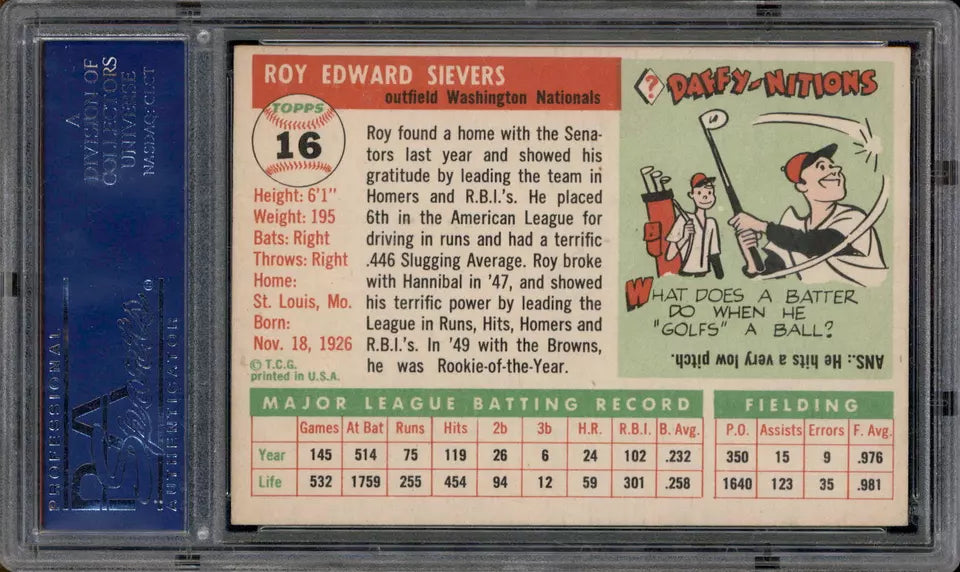 A
DIVISION OF
COLLECTORS
UNIVERSE
NASDAQ:CLCT
PROFESSIONAL
PSA
Specialist
AUTHENTICATOR
ROY EDWARD SIEVERS
outfield Washington Nationals
TOPPS
16
Height: 6'1"
Weight: 195
Bats: Right
Throws: Right
Home:
St. Louis, Mo.
Born:
Nov. 18, 1926
© T.C.G.
printed in U.S.A.
Roy found a home with the Sena-
tors last year and showed his
gratitude by leading the team in
Homers and R.B.I.'s. He placed
6th in the American League for
driving in runs and had a terrific
.446 Slugging Average. Roy broke
with Hannibal in '47, and showed
his terrific power by leading the
League in Runs, Hits, Homers and
R.B.I.'s. In '49 with the Browns,
he was Rookie-of-the-Year.
? DAFFY-NITIONS
WHAT DOES A BATTER
DO WHEN HE
"GOLFS" A BALL?
ANS.: He hits a very low pitch.
MAJOR LEAGUE BATTING RECORD
Games At Bat Runs Hits 2b 3b H.R. R.B.I. B. Avg.
Year 145 514 75 119 26 6 24 102 .232
Life 532 1759 255 454 94 12 59 301 .258
FIELDING
P.O. Assists Errors F. Avg.
350 15 9 .976
1640 123 35 .981